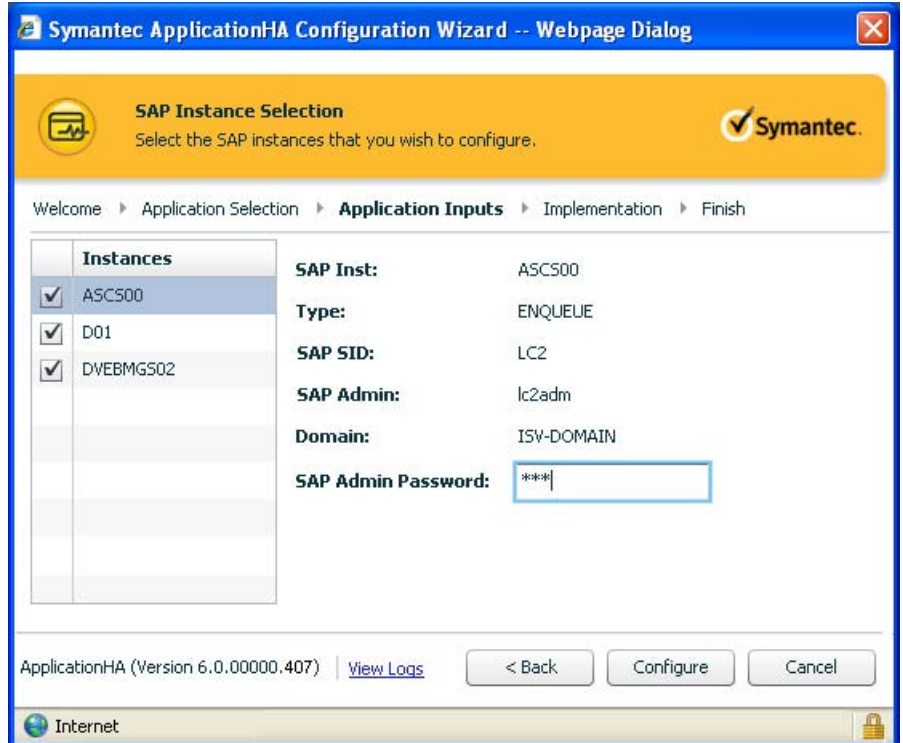 Symantec ApplicationHA Configuration Wizard -- Webpage Dialog
SAP Instance Selection
Select the SAP instances that you wish to configure.
Symantec.
Welcome Application Selection Application Inputs Implementation Finish
Instances
ASCS00
D01
DVEBMGS02
SAP Inst: ASCS00
Type: ENQUEUE
SAP SID: LC2
SAP Admin: lc2adm
Domain: ISV-DOMAIN
SAP Admin Password: ***
ApplicationHA (Version 6.0.00000.407) View Logs < Back Configure Cancel
Internet